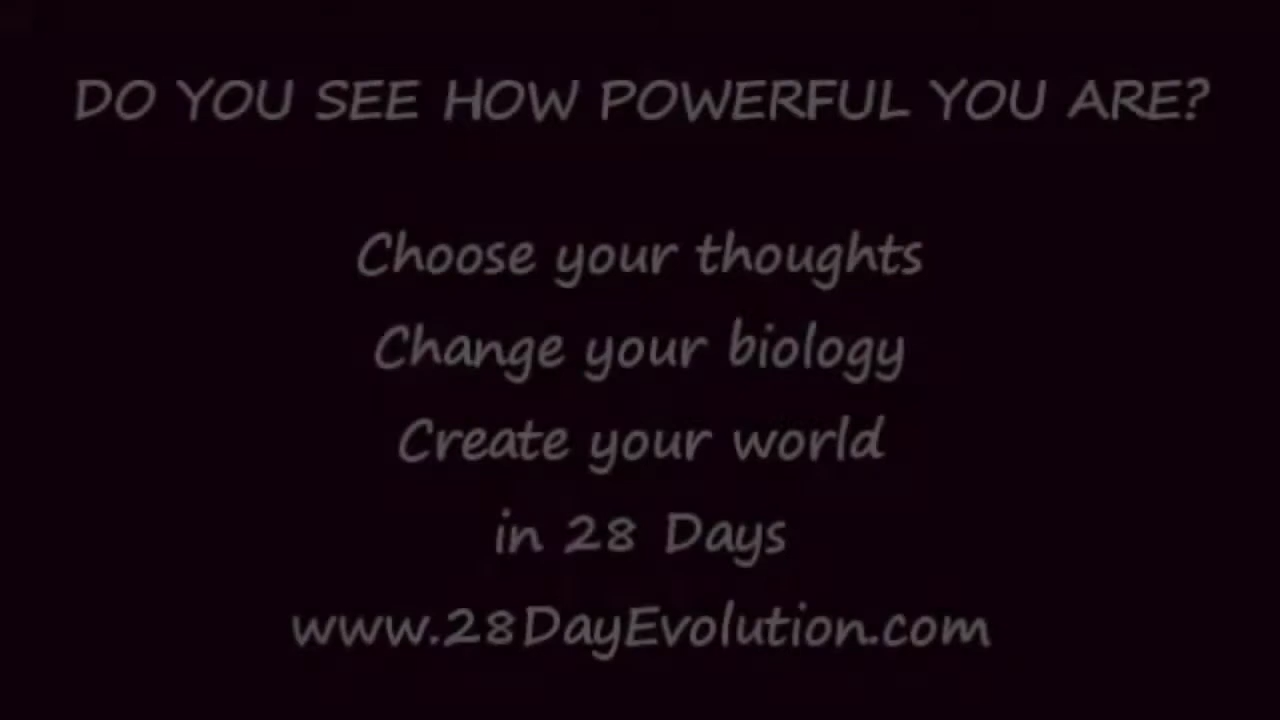 DO YOU SEE HOW POWERFUL YOU ARE?
Choose your thoughts
Change your biology
Create your world
in 28 Days
www.28DayEvolution.com